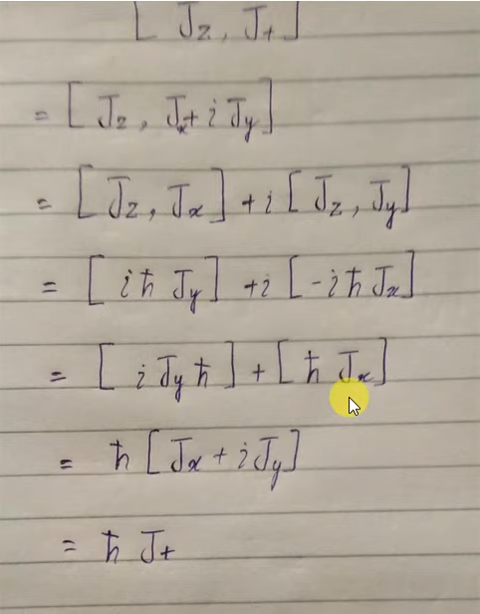 [ Jz, J+]
= [ Jz, Jx+ i Jy]
= [ Jz, Jx ] + i [ Jz, Jy]
= [ iħ Jy] + i [ -iħ Jx]
= [ i Jy ħ ] + [ ħ Jx]
= ħ [ Jx + i Jy]
= ħ J+